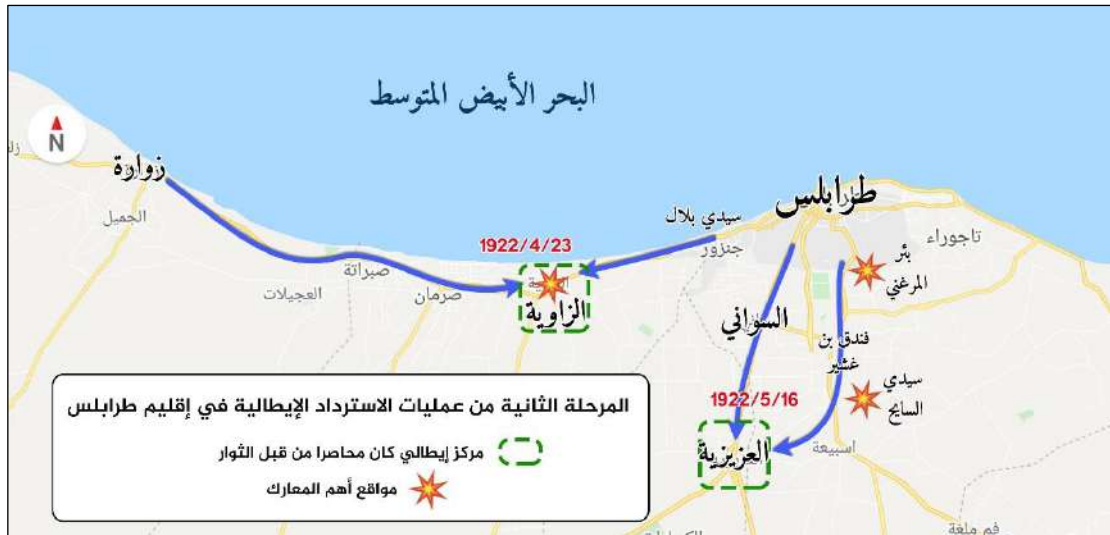 البحر الأبيض المتوسط
N
زوارة
الجميل
طرابلس
سيدي بلال
جنزور
تاجوراء
1922/4/23
بئر
المرغني
صبراتة
العجيلات
صرمان
الزاوية
السواني
فندق بن
غشير
سيدي
السايح
1922/5/16
العزيزية
اسبيعة
فم ملغة
المرحلة الثانية من عمليات الاسترداد الإيطالية في إقليم طرابلس
مركز إيطالي كان محاصرا من قبل الثوار
مواقع أهم المعارك